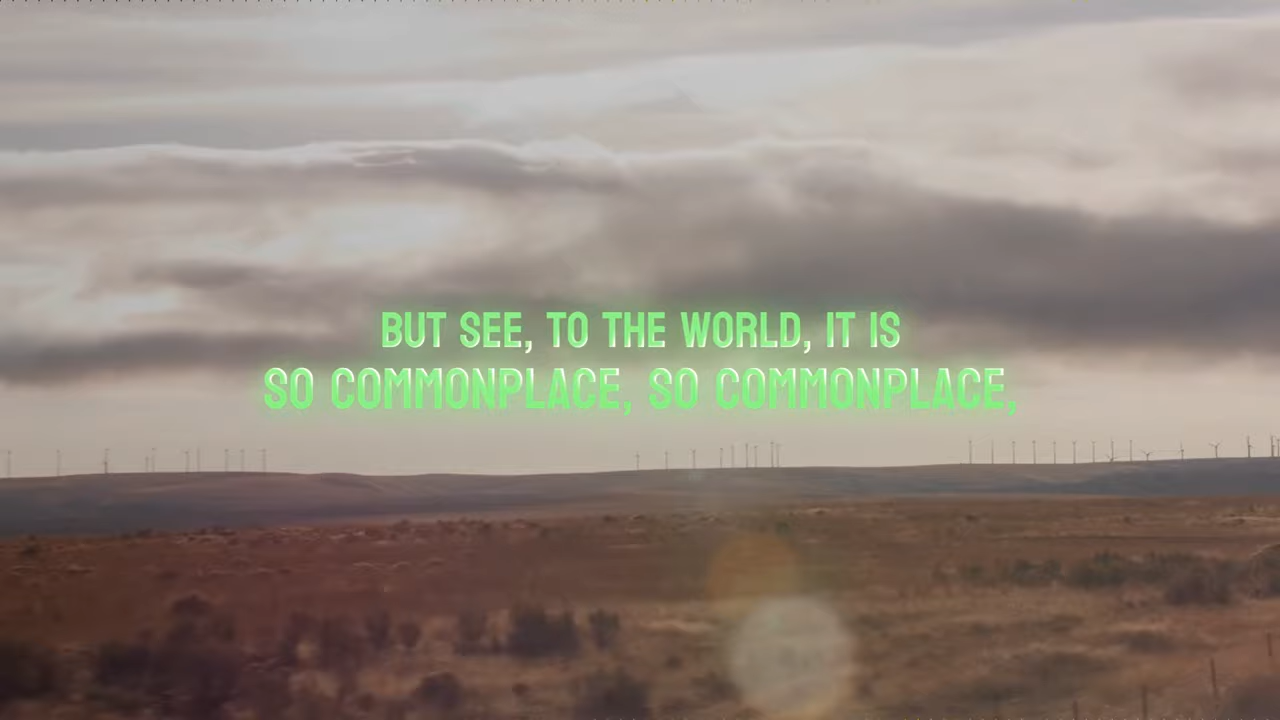 BUT SEE, TO THE WORLD, IT IS
SO COMMONPLACE, SO COMMONPLACE,